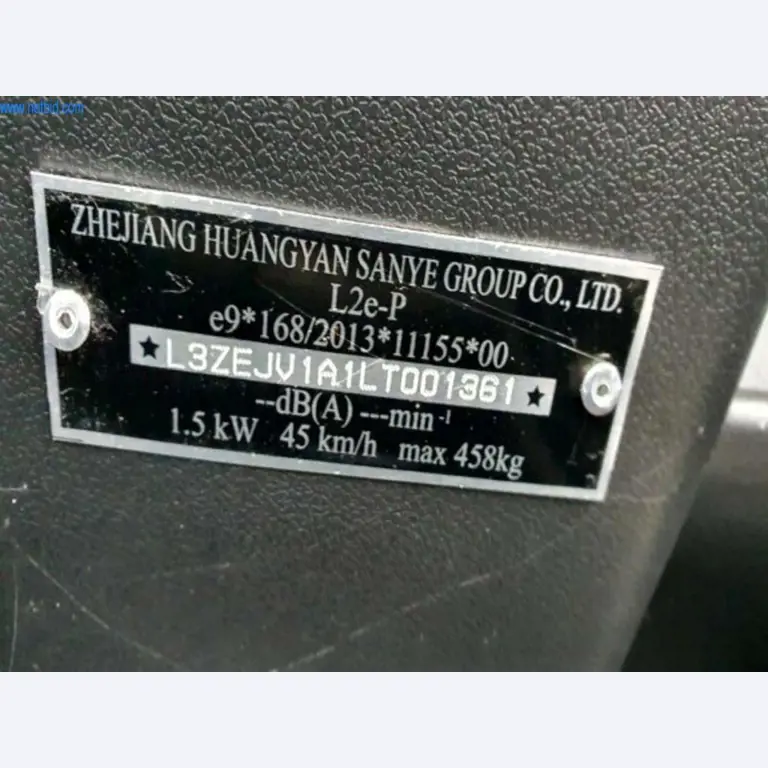 ZHEJIANG HUANGYAN SANYE GROUP CO., LTD.
L2e-P
e9*168/2013*11155*00
★L3ZEJV1A1LT001361★
--dB(A) ---min-1
1.5 kW 45 km/h max 458kg